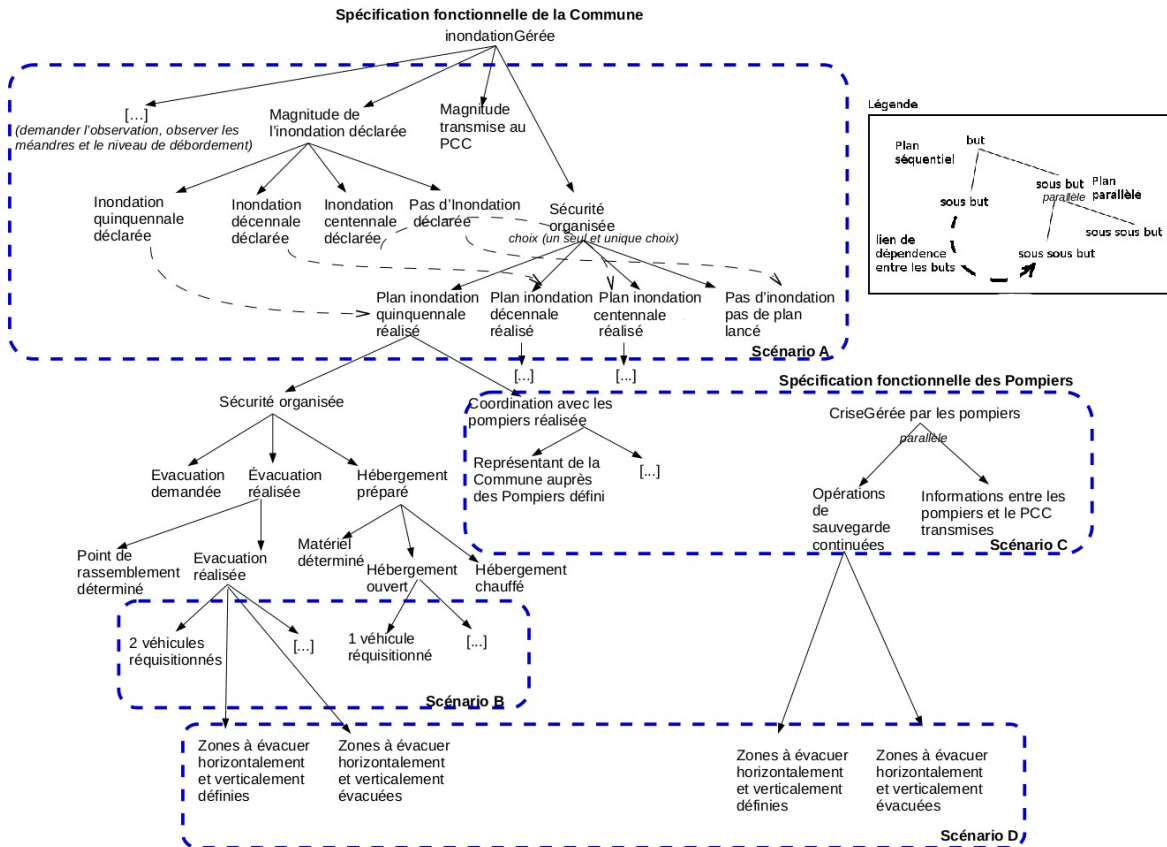 Spécification fonctionnelle de la Commune
inondationGérée
[...]
(demander l'observation, observer les
méandres et le niveau de débordement)
Magnitude de
l'inondation déclarée
Magnitude
transmise au
PCC
Inondation
quinquennale
déclarée
Inondation
décennale
déclarée
Inondation
centennale
déclarée
Pas d'Inondation
déclarée
Sécurité
organisée
choix (un seul et unique choix)
Plan inondation
quinquennale
réalisé
Plan inondation
décennale
réalisé
Plan inondation
centennale
réalisé
Pas d'inondation
pas de plan
lancé
Scénario A
[...]
[...]
Légende
but
Plan
séquentiel
sous but
parallèle
Plan
parallèle
sous but
sous sous but
lien de
dépendence
entre les buts
sous sous but
Sécurité organisée
Coordination avec les
pompiers réalisée
Spécification fonctionnelle des Pompiers
CriseGérée par les pompiers
parallèle
Evacuation
demandée
Évacuation
réalisée
Hébergement
préparé
Représentant de la
Commune auprès
des Pompiers défini
[...]
Opérations
de
sauvegarde
continuées
Informations entre les
pompiers et le PCC
transmises
Scénario C
Point de
rassemblement
déterminé
Evacuation
réalisée
Matériel
déterminé
Hébergement
ouvert
Hébergement
chauffé
2 véhicules
réquisitionnés
[...]
1 véhicule
réquisitionné
[...]
Scénario B
Zones à évacuer
horizontalement
et verticalement
définies
Zones à évacuer
horizontalement
et verticalement
évacuées
Zones à évacuer
horizontalement
et verticalement
définies
Zones à évacuer
horizontalement
et verticalement
évacuées
Scénario D